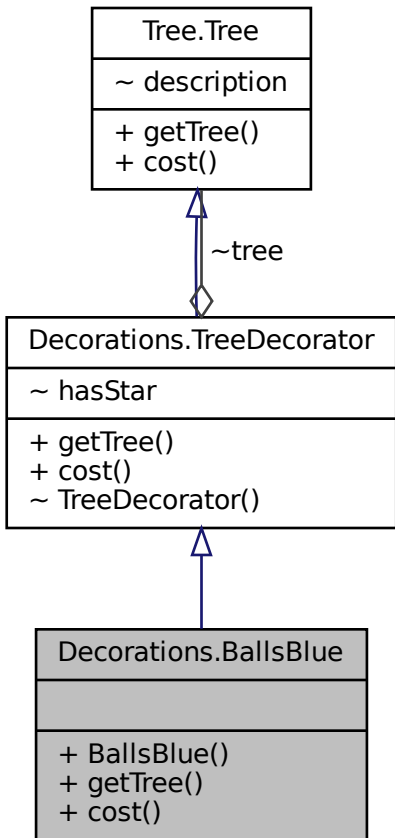 Tree.Tree
~ description
+ getTree()
+ cost()
~tree
Decorations.TreeDecorator
~ hasStar
+ getTree()
+ cost()
~ TreeDecorator()
Decorations.BallsBlue
+ BallsBlue()
+ getTree()
+ cost()